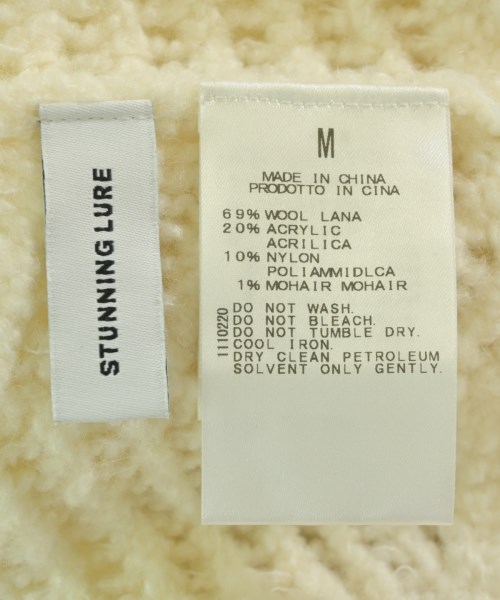 STUNNING LURE
M
MADE IN CHINA
PRODOTTO IN CINA
69% WOOL LANA
20% ACRYLIC
ACRILICA
10% NYLON
POLIAMMIDLCA
1% MOHAIR MOHAIR
1110220
DO NOT WASH.
DO NOT BLEACH.
DO NOT TUMBLE DRY.
COOL IRON.
DRY CLEAN PETROLEUM
SOLVENT ONLY GENTLY.